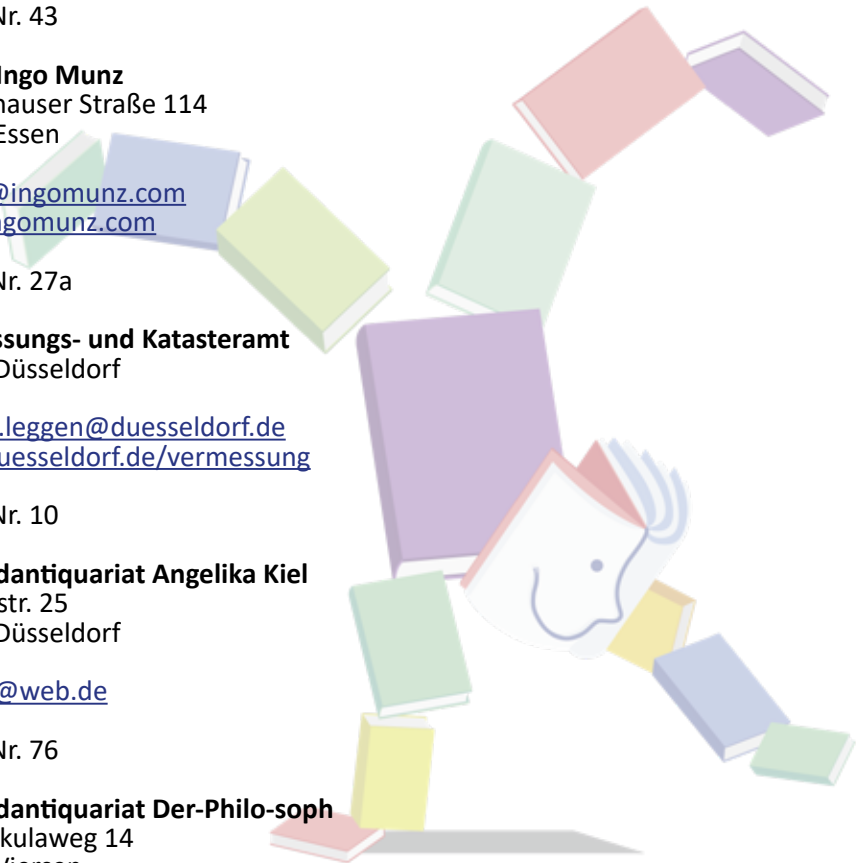 Nr. 43
Ingo Munz
hauser Straße 114
Essen
@ingomunz.com
ngomunz.com
Nr. 27a
ssungs- und Katasteramt
Düsseldorf
.leggen@duesseldorf.de
uesseldorf.de/vermessung
Nr. 10
dantiquariat Angelika Kiel
str. 25
Düsseldorf
@web.de
Nr. 76
dantiquariat Der-Philo-soph
kulaweg 14